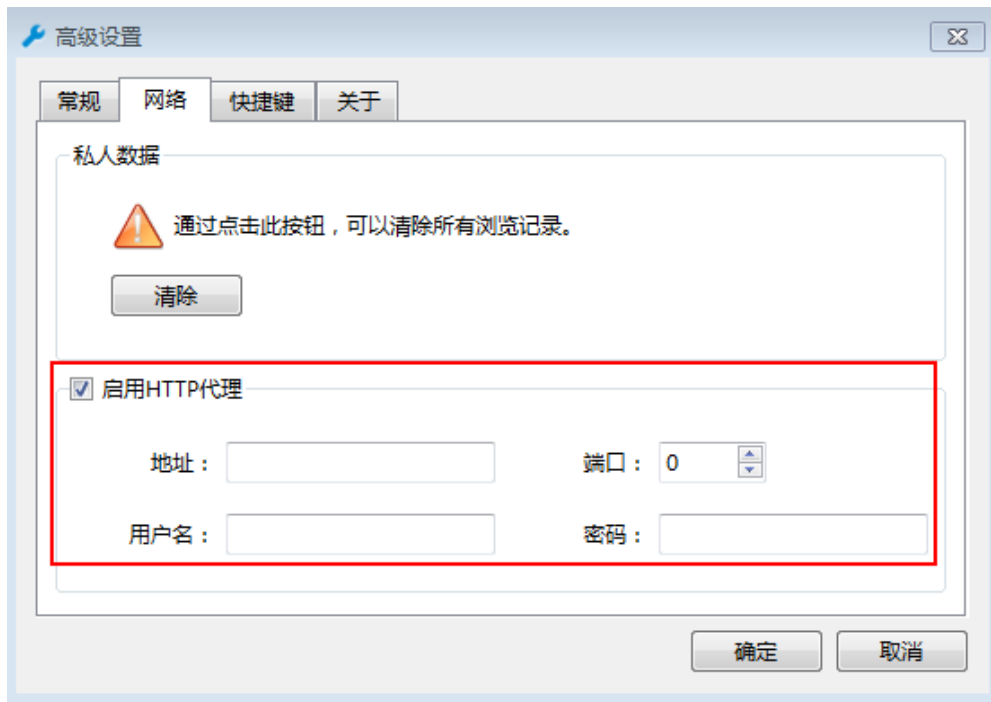 高级设置
常规 网络 快捷键 关于
私人数据
通过点击此按钮，可以清除所有浏览记录。
清除
启用HTTP代理
地址： 端口： 0
用户名： 密码：
确定 取消